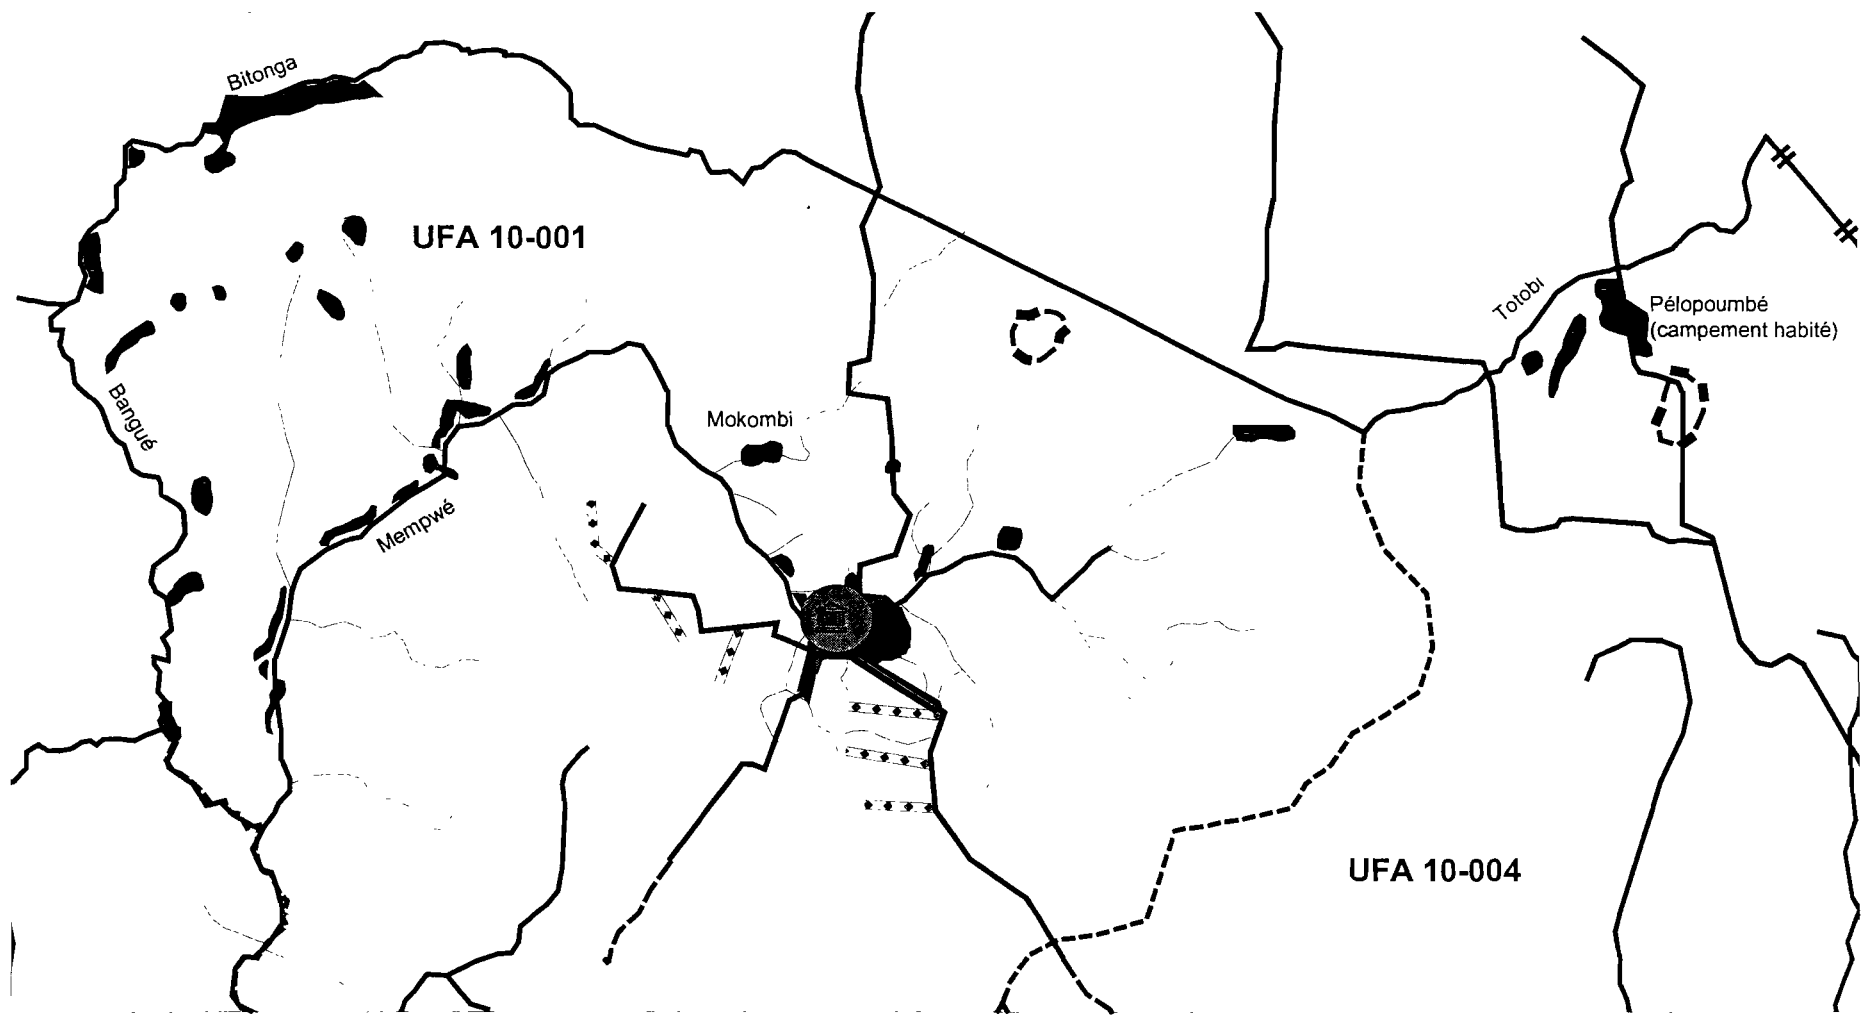 Bitonga
UFA 10-001
Totobi
Pélopoumbé
(campement habité)
Bangué
Mokombi
Mempwé
UFA 10-004